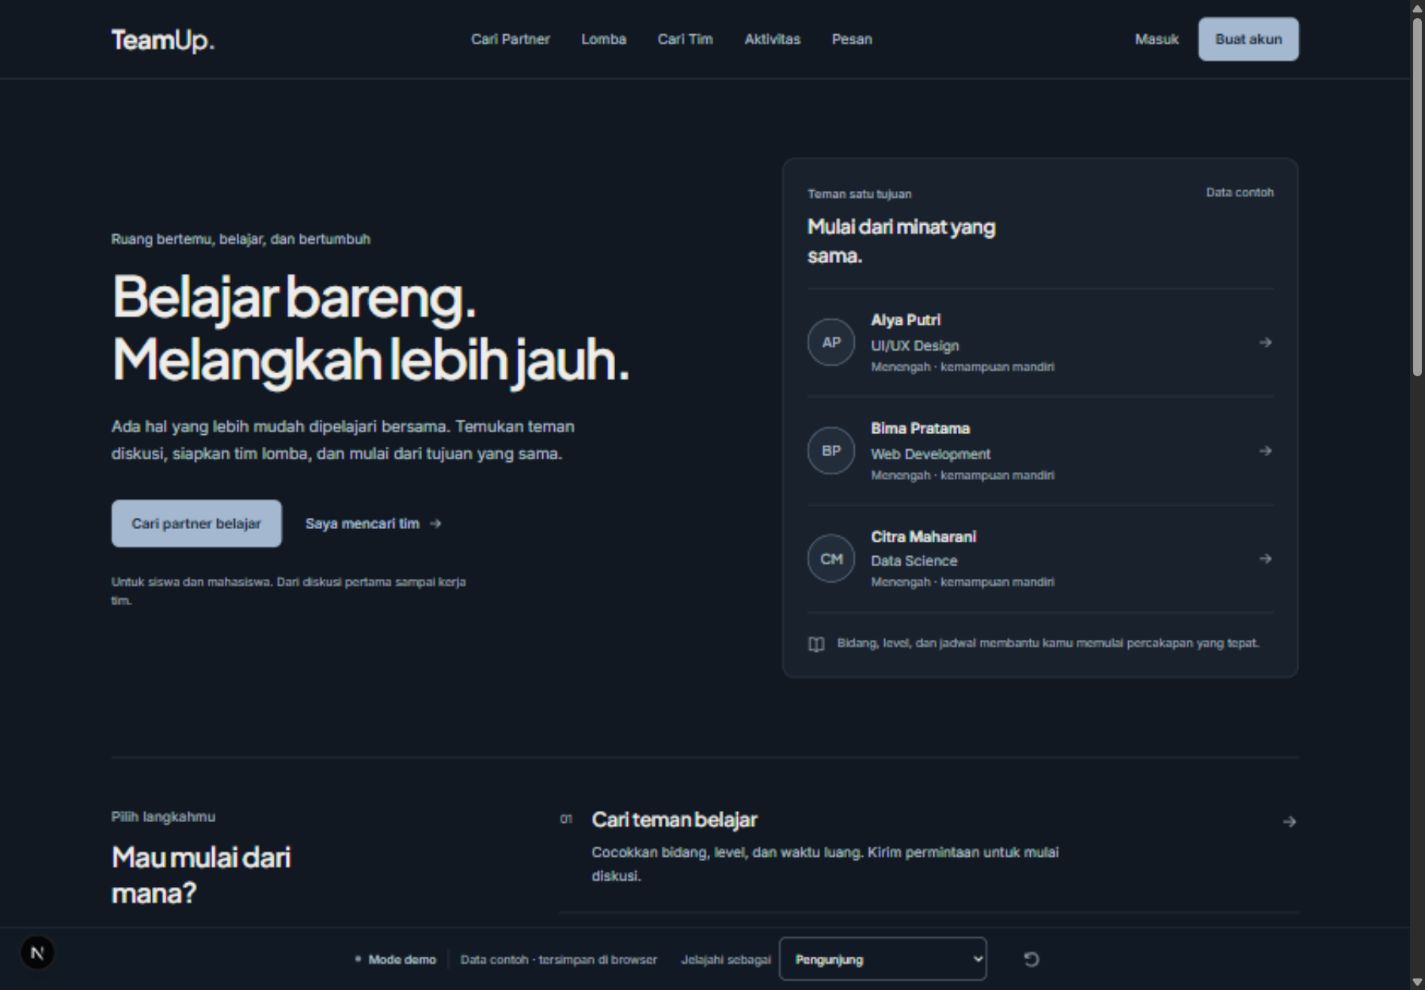 TeamUp.
Cari Partner
Lomba
Cari Tim
Aktivitas
Pesan
Masuk
Buat akun
Ruang bertemu, belajar, dan bertumbuh
Belajar bareng.
Melangkah lebih jauh.
Ada hal yang lebih mudah dipelajari bersama. Temukan teman
diskusi, siapkan tim lomba, dan mulai dari tujuan yang sama.
Cari partner belajar
Saya mencari tim →
Untuk siswa dan mahasiswa. Dari diskusi pertama sampai kerja
tim.
Teman satu tujuan
Data contoh
Mulai dari minat yang
sama.
AP
Alya Putri
UI/UX Design
Menengah · kemampuan mandiri
→
BP
Bima Pratama
Web Development
Menengah · kemampuan mandiri
→
CM
Citra Maharani
Data Science
Menengah · kemampuan mandiri
→
Bidang, level, dan jadwal membantu kamu memulai percakapan yang tepat.
Pilih langkahmu
Mau mulai dari
mana?
01
Cari teman belajar
→
Cocokkan bidang, level, dan waktu luang. Kirim permintaan untuk mulai
diskusi.
N
Mode demo
Data contoh · tersimpan di browser
Jelajahi sebagai
Pengunjung